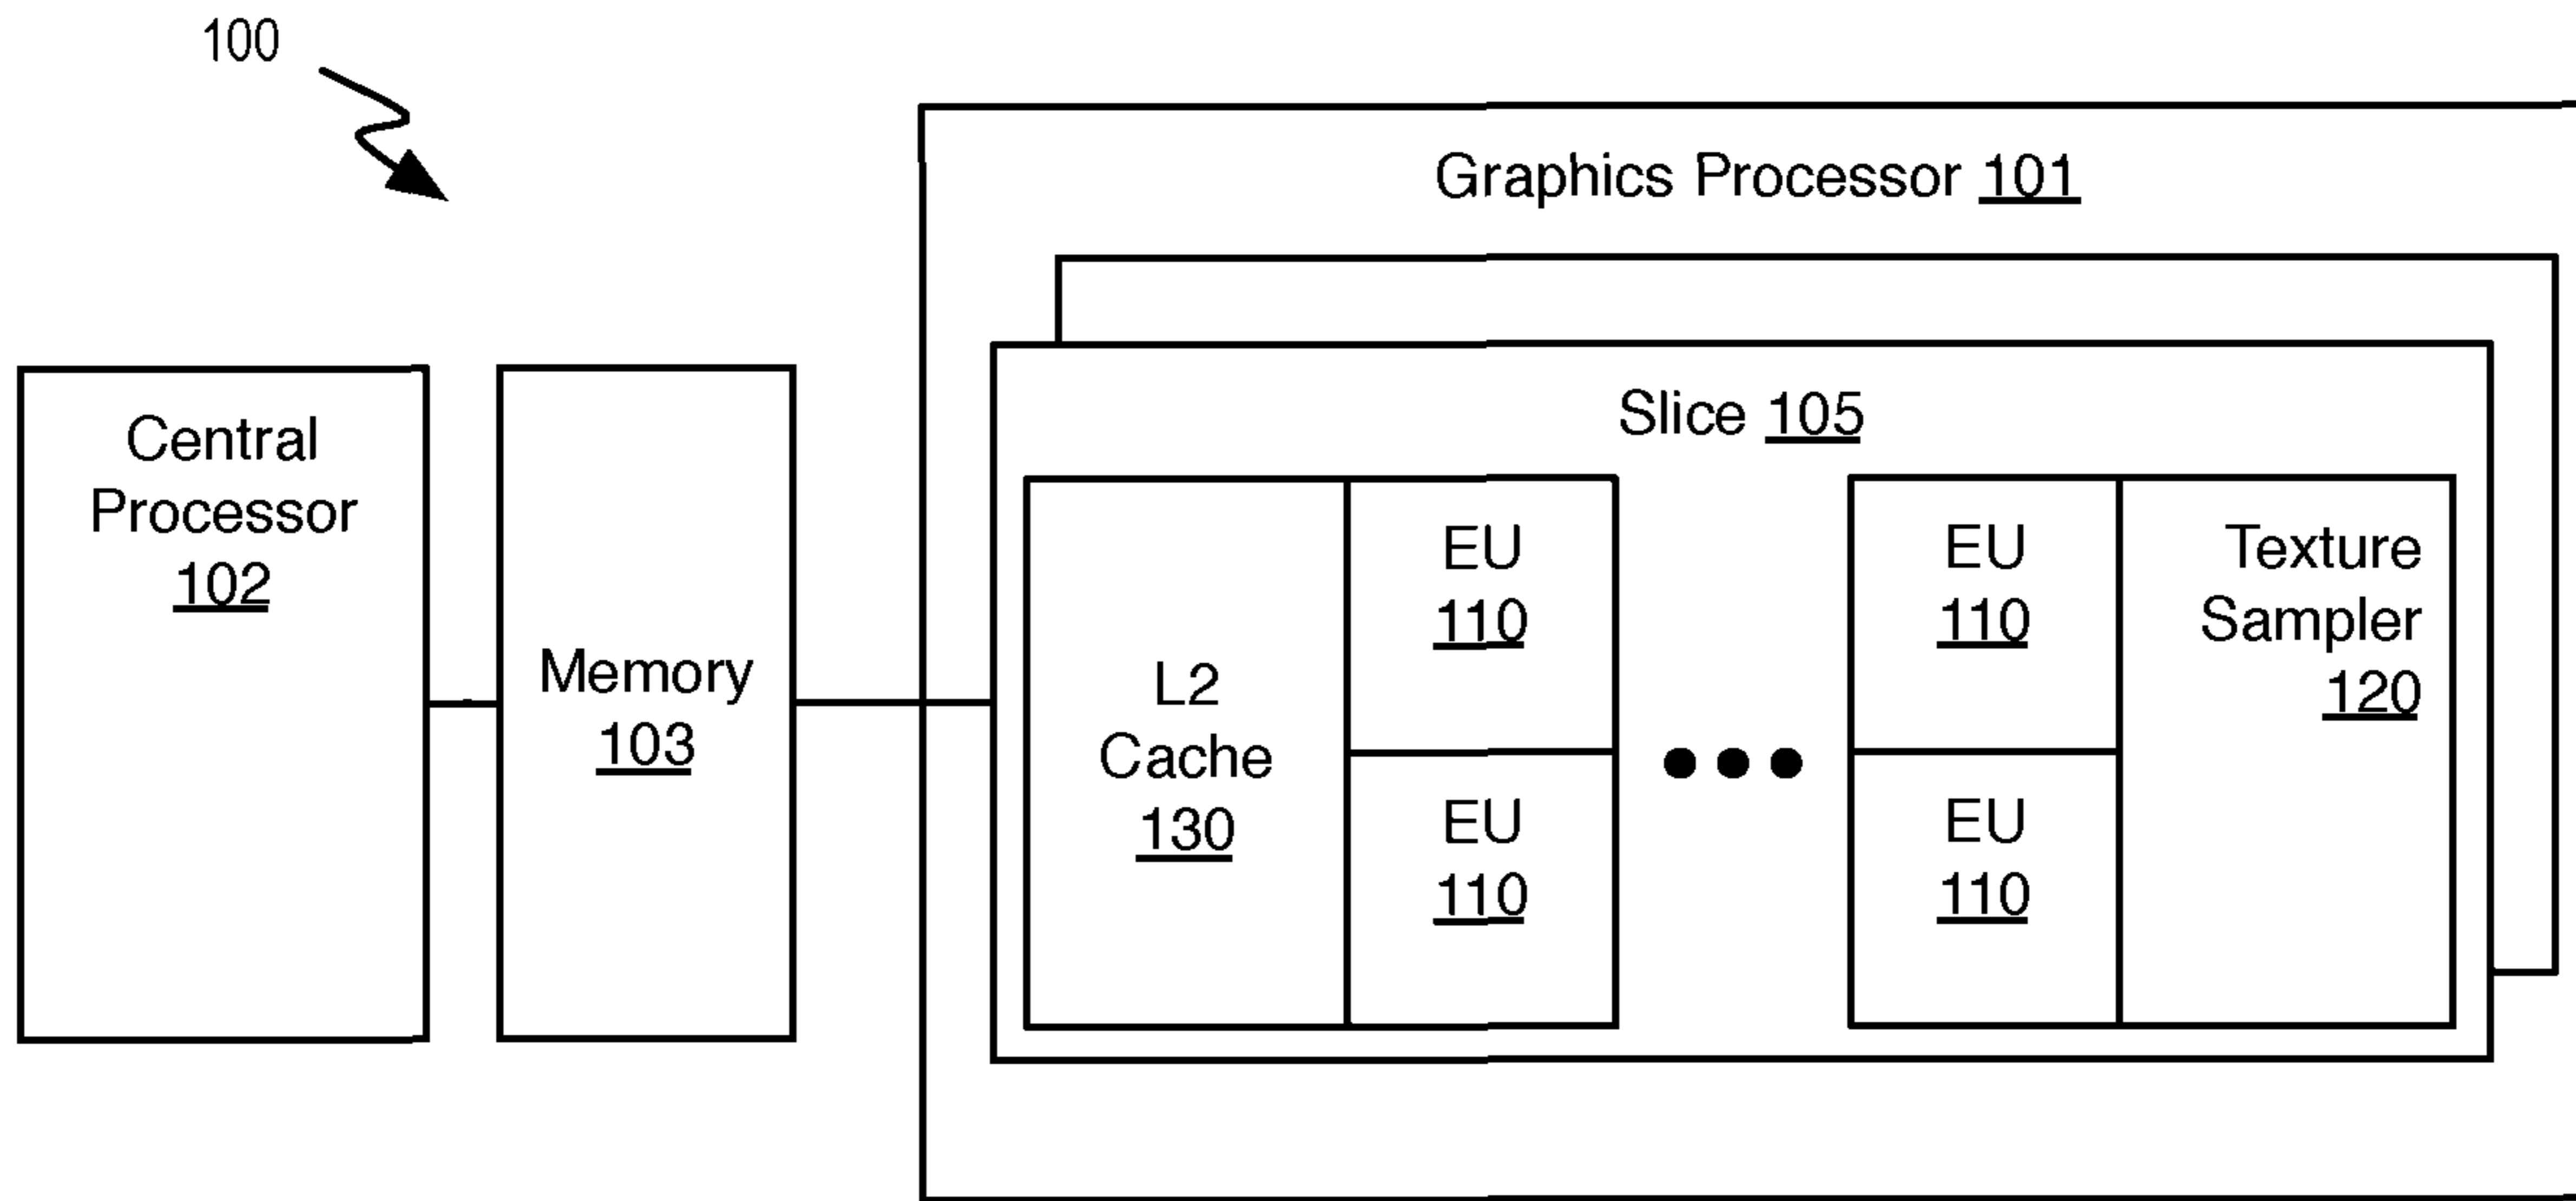 100
Graphics Processor 101
Central
Processor
102
Memory
103
Slice 105
L2
Cache
130
EU
110
EU
110
EU
110
EU
110
Texture
Sampler
120